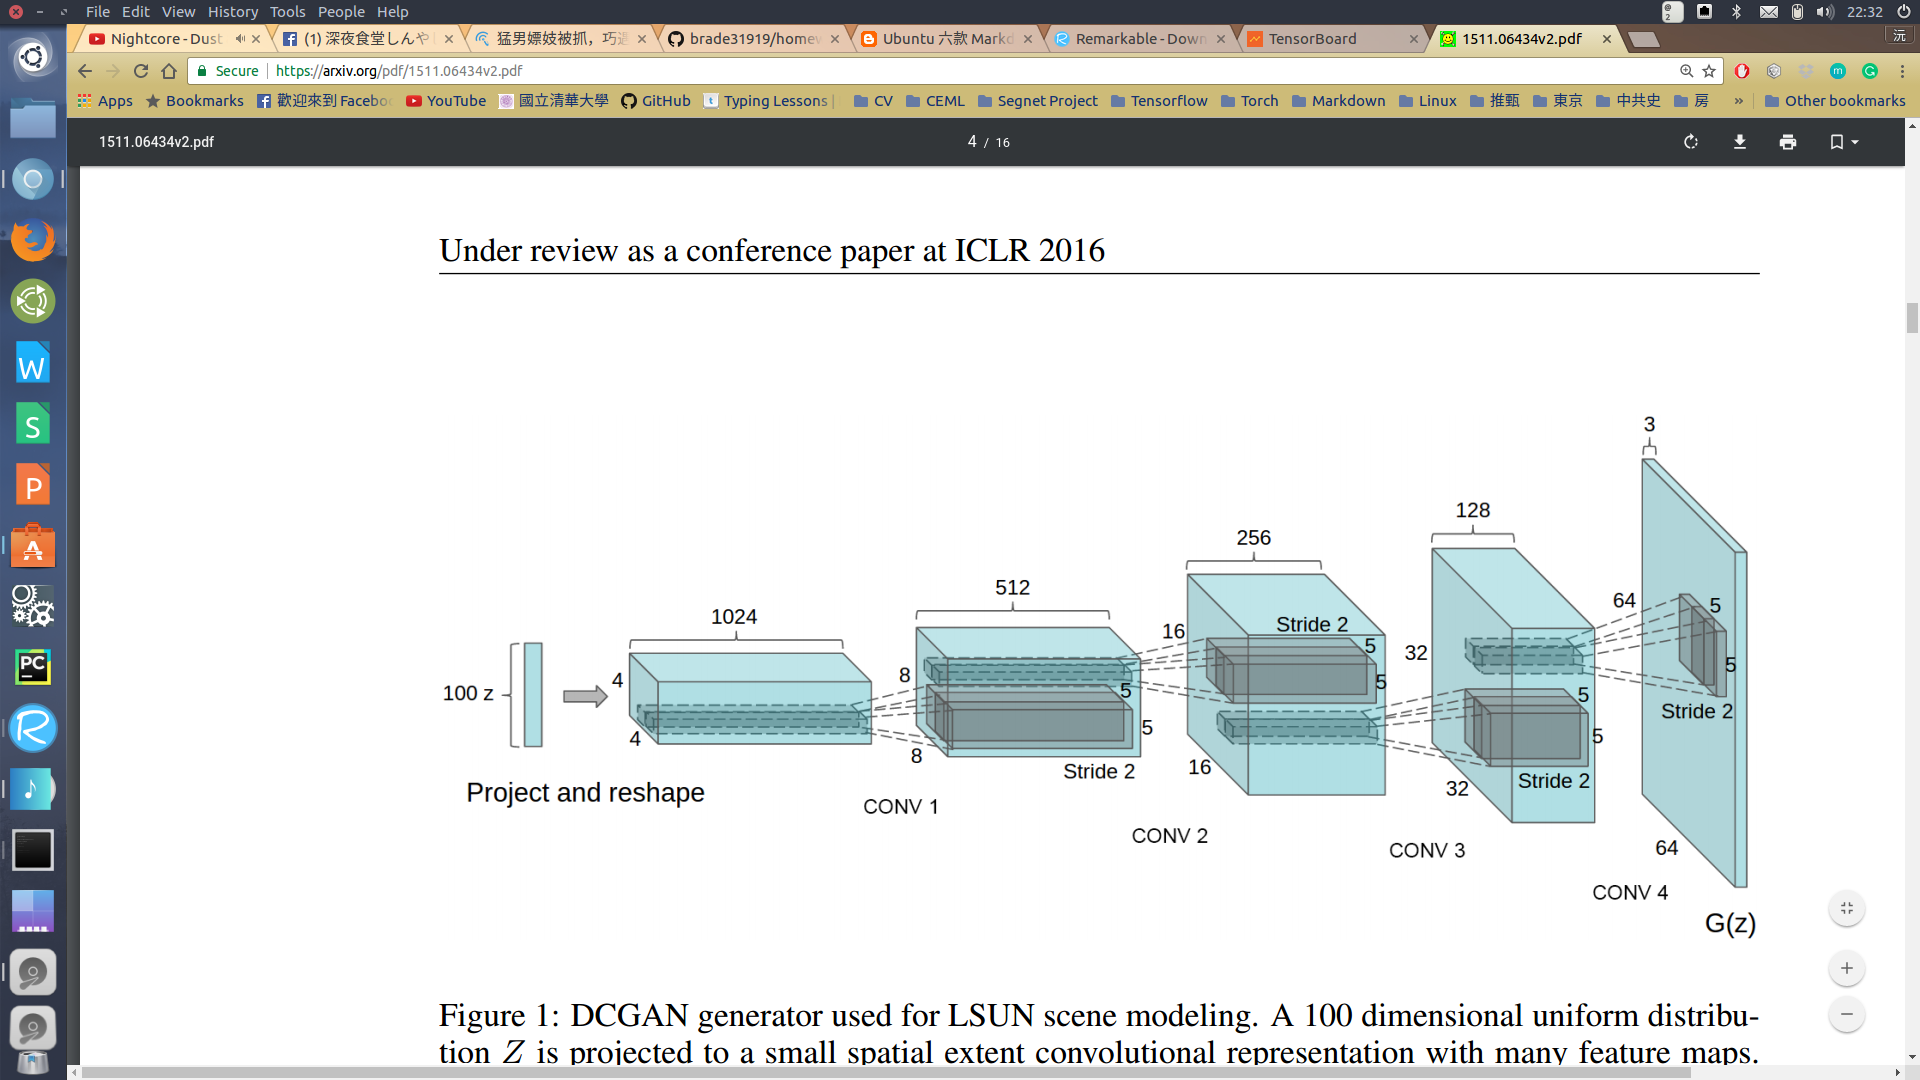 File Edit View History Tools People Help
22:32
Nightcore - Dust
(1) 深夜食堂しんや
猛男嫖妓被抓，巧遇
brade31919/homew
Ubuntu 六款 Markd
Remarkable - Down
TensorBoard
1511.06434v2.pdf
沅
Secure https://arxiv.org/pdf/1511.06434v2.pdf
Apps Bookmarks 歡迎來到 Facebo YouTube 國立清華大學 GitHub Typing Lessons | CV CEML Segnet Project Tensorflow Torch Markdown Linux 推甄 東京 中共史 房 » Other bookmarks
1511.06434v2.pdf
4 / 16
Under review as a conference paper at ICLR 2016
3
128
256
512
1024
64
5
16
Stride 2
5
32
5
8
4
5
5
5
100 z
5
Stride 2
5
4
8
16
Stride 2
32
Stride 2
Project and reshape
CONV 1
CONV 2
CONV 3
64
CONV 4
G(z)
Figure 1: DCGAN generator used for LSUN scene modeling. A 100 dimensional uniform distribu-
tion Z is projected to a small spatial extent convolutional representation with many feature maps.
W
S
P
A
PC
R